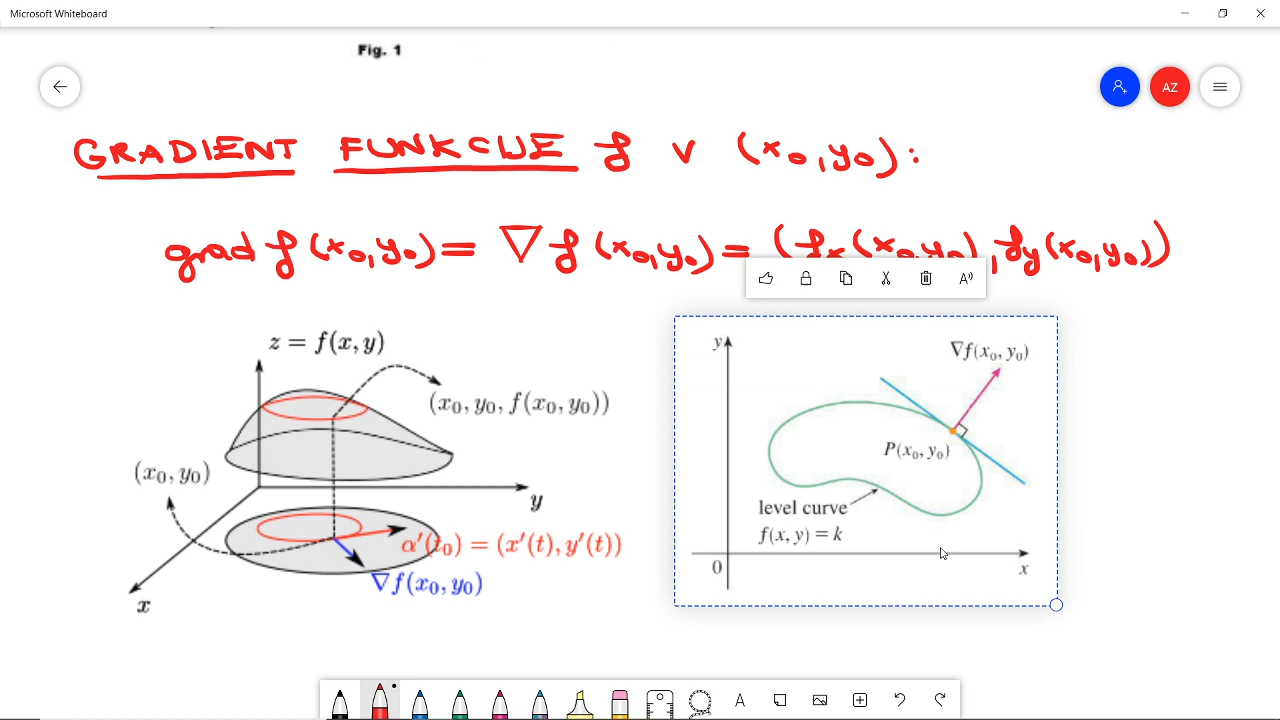 Microsoft Whiteboard
Fig. 1
AZ
GRADIENT FUNKCIJE f v (x₀,y₀):
grad f(x₀,y₀) = ∇f(x₀,y₀) = (fx(x₀,y₀), fy(x₀,y₀))
z = f(x, y)
(x₀, y₀, f(x₀, y₀))
(x₀, y₀)
y
α′(t₀) = (x′(t), y′(t))
∇f(x₀, y₀)
x
y
∇f(x₀, y₀)
P(x₀, y₀)
level curve
f(x, y) = k
0
x
A